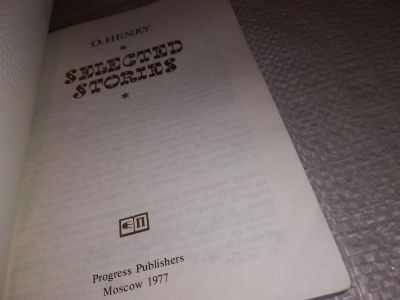 O. HENRY
*
SELECTED
STORIES
*
Progress Publishers
Moscow 1977